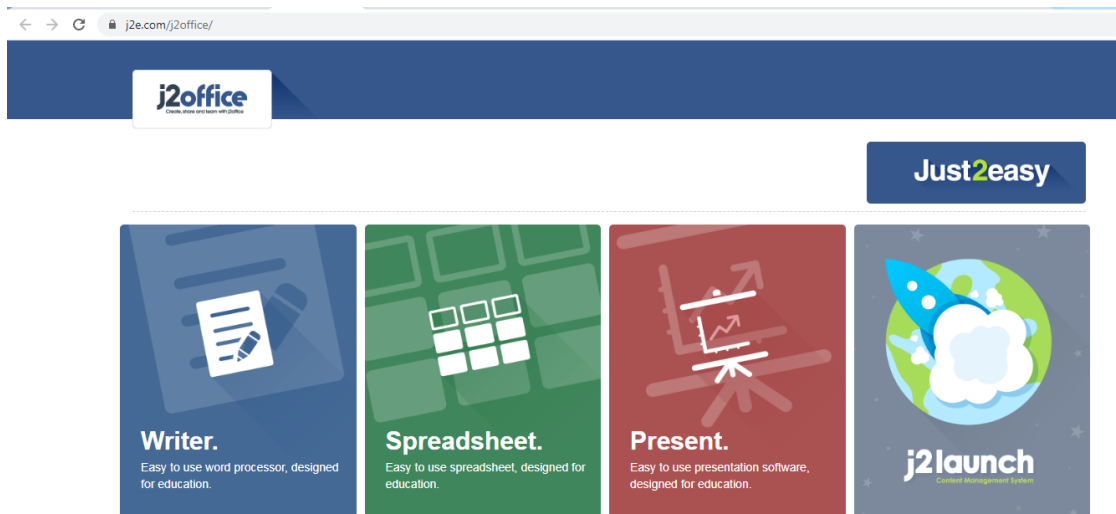 j2e.com/j2office/
j2office
Create, share and learn with j2office
Just2easy
Writer.
Easy to use word processor, designed
for education.
Spreadsheet.
Easy to use spreadsheet, designed for
education.
Present.
Easy to use presentation software,
designed for education.
j2launch
Content Management System